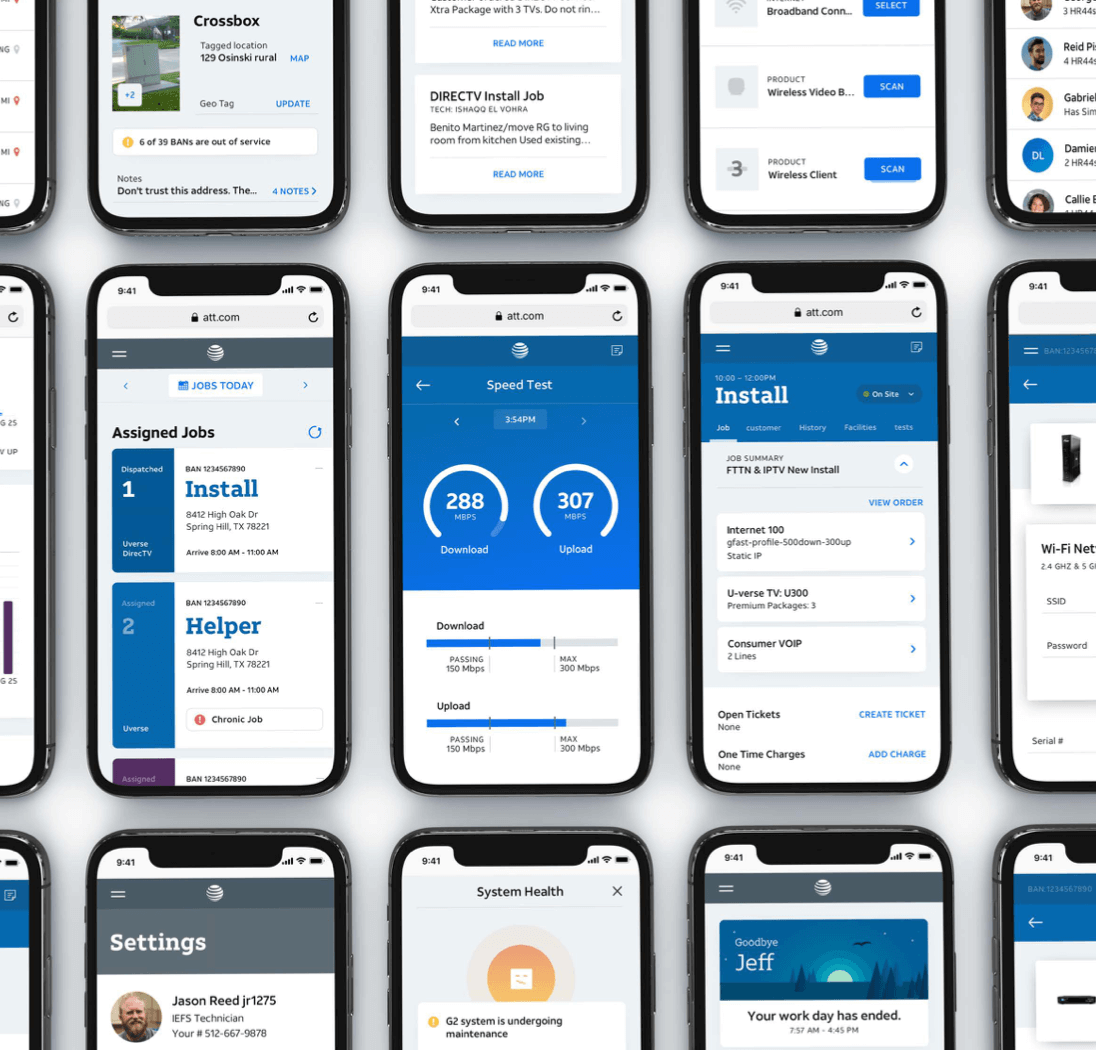 NG
MI
MI
NG
Crossbox
Tagged location
129 Osinski rural MAP
+2
Geo Tag UPDATE
6 of 39 BANs are out of service
Notes
Don't trust this address. The... 4 NOTES
Xtra Package with 3 TVs. Do not rin...
READ MORE
DIRECTV Install Job
TECH: ISHAQQ EL VOHRA
Benito Martinez/move RG to living
room from kitchen Used existing...
READ MORE
Broadband Conn... SELECT
PRODUCT
Wireless Video B... SCAN
3
PRODUCT
Wireless Client SCAN
3 HR44s
Reid Pi
4 HR44s
Gabriel
Has Sim
DL
Damie
2 HR44s
Callie
G 25
V UP
G 25
9:41
att.com
JOBS TODAY
Assigned Jobs
Dispatched
1
Uverse
DirecTV
BAN 1234567890
Install
8412 High Oak Dr
Spring Hill, TX 78221
Arrive 8:00 AM - 11:00 AM
Assigned
2
Uverse
BAN 1234567890
Helper
8412 High Oak Dr
Spring Hill, TX 78221
Arrive 8:00 AM - 11:00 AM
Chronic Job
Assigned
BAN 1234567890
9:41
att.com
Speed Test
3:54PM
288
MBPS
Download
307
MBPS
Upload
Download
PASSING
150 Mbps
MAX
300 Mbps
Upload
PASSING
150 Mbps
MAX
300 Mbps
9:41
att.com
10:00 – 12:00PM
Install
On Site
Job customer History Facilities tests
JOB SUMMARY
FTTN & IPTV New Install
VIEW ORDER
Internet 100
gfast-profile-500down-300up
Static IP
U-verse TV: U300
Premium Packages: 3
Consumer VOIP
2 Lines
Open Tickets CREATE TICKET
None
One Time Charges ADD CHARGE
None
9:41
BAN:1234567
Wi-Fi Net
2.4 GHZ & 5 G
SSID
Password
Serial #
9:41
Settings
Jason Reed jr1275
IEFS Technician
Your # 512-667-9878
9:41
System Health
G2 system is undergoing
maintenance
9:41
Goodbye
Jeff
Your work day has ended.
7:57 AM - 4:45 PM
9:41
BAN:1234567890